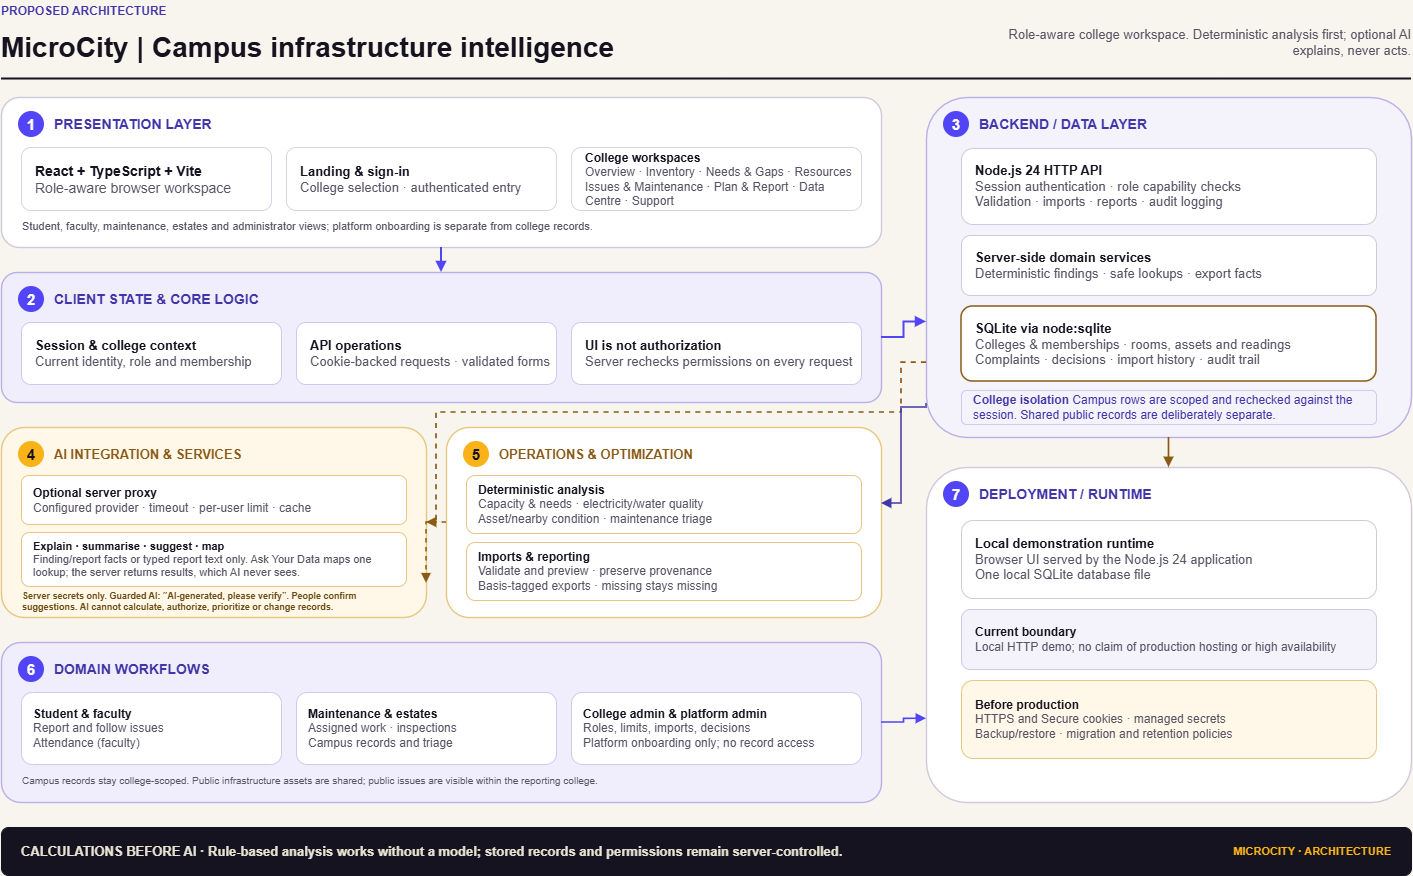 PROPOSED ARCHITECTURE
MicroCity | Campus infrastructure intelligence
Role-aware college workspace. Deterministic analysis first; optional AI
explains, never acts.
1
PRESENTATION LAYER
React + TypeScript + Vite
Role-aware browser workspace
Landing & sign-in
College selection · authenticated entry
College workspaces
Overview · Inventory · Needs & Gaps · Resources
Issues & Maintenance · Plan & Report · Data
Centre · Support
Student, faculty, maintenance, estates and administrator views; platform onboarding is separate from college records.
2
CLIENT STATE & CORE LOGIC
Session & college context
Current identity, role and membership
API operations
Cookie-backed requests · validated forms
UI is not authorization
Server rechecks permissions on every request
3
BACKEND / DATA LAYER
Node.js 24 HTTP API
Session authentication · role capability checks
Validation · imports · reports · audit logging
Server-side domain services
Deterministic findings · safe lookups · export facts
SQLite via node:sqlite
Colleges & memberships · rooms, assets and readings
Complaints · decisions · import history · audit trail
College isolation Campus rows are scoped and rechecked against the
session. Shared public records are deliberately separate.
4
AI INTEGRATION & SERVICES
Optional server proxy
Configured provider · timeout · per-user limit · cache
Explain · summarise · suggest · map
Finding/report facts or typed report text only. Ask Your Data maps one
lookup; the server returns results, which AI never sees.
Server secrets only. Guarded AI: "AI-generated, please verify". People confirm
suggestions. AI cannot calculate, authorize, prioritize or change records.
5
OPERATIONS & OPTIMIZATION
Deterministic analysis
Capacity & needs · electricity/water quality
Asset/nearby condition · maintenance triage
Imports & reporting
Validate and preview · preserve provenance
Basis-tagged exports · missing stays missing
6
DOMAIN WORKFLOWS
Student & faculty
Report and follow issues
Attendance (faculty)
Maintenance & estates
Assigned work · inspections
Campus records and triage
College admin & platform admin
Roles, limits, imports, decisions
Platform onboarding only; no record access
Campus records stay college-scoped. Public infrastructure assets are shared; public issues are visible within the reporting college.
7
DEPLOYMENT / RUNTIME
Local demonstration runtime
Browser UI served by the Node.js 24 application
One local SQLite database file
Current boundary
Local HTTP demo; no claim of production hosting or high availability
Before production
HTTPS and Secure cookies · managed secrets
Backup/restore · migration and retention policies
CALCULATIONS BEFORE AI · Rule-based analysis works without a model; stored records and permissions remain server-controlled.
MICROCITY · ARCHITECTURE